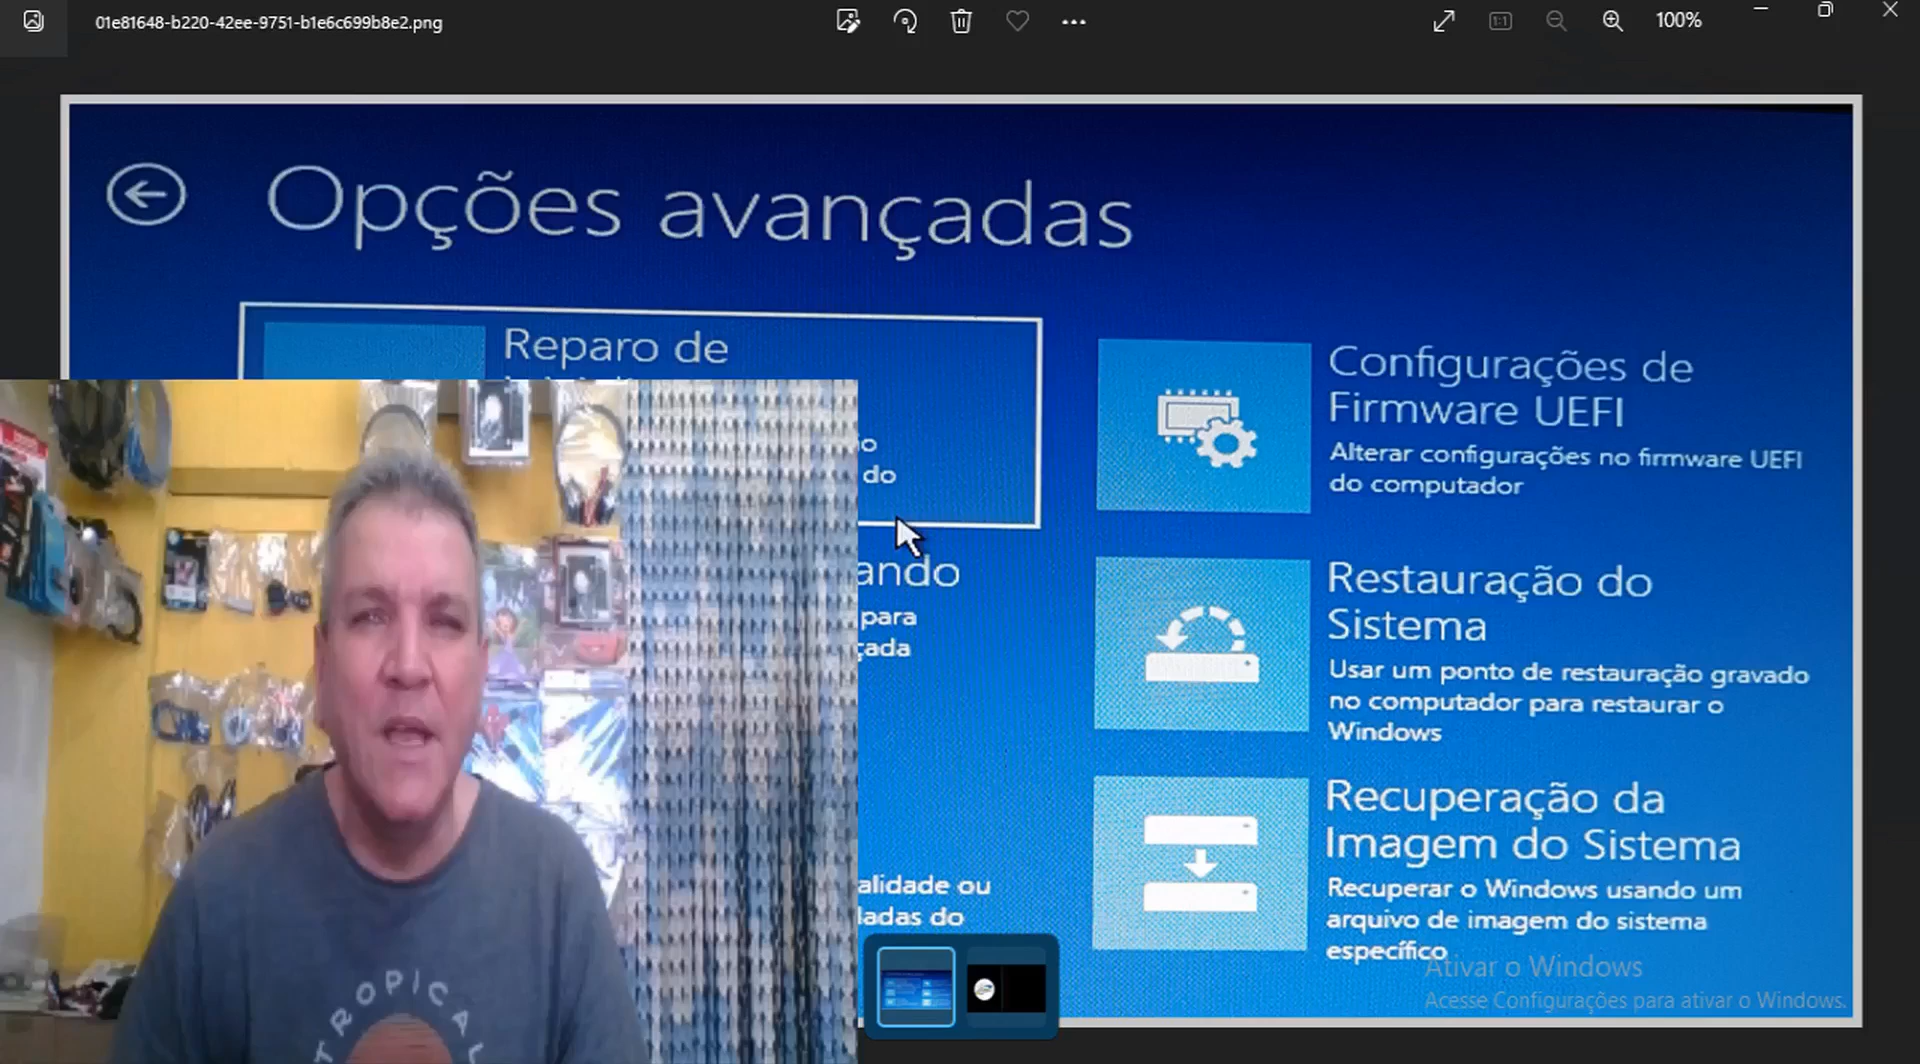 01e81648-b220-42ee-9751-b1e6c699b8e2.png
100%
Opções avançadas
Reparo de
do
para
alidade ou
ladas do
Configurações de
Firmware UEFI
Alterar configurações no firmware UEFI
do computador
Restauração do
Sistema
Usar um ponto de restauração gravado
no computador para restaurar o
Windows
Recuperação da
Imagem do Sistema
Recuperar o Windows usando um
arquivo de imagem do sistema
específico
Ativar o Windows
Acesse Configurações para ativar o Windows.
TROPICAL